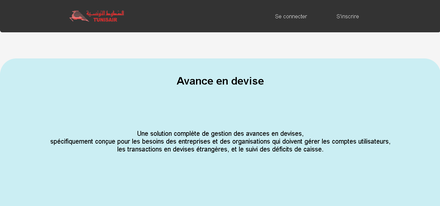 الخطوط التونسية
TUNISAIR
Se connecter
S'inscrire
Avance en devise
Une solution complète de gestion des avances en devises,
spécifiquement conçue pour les besoins des entreprises et des organisations qui doivent gérer les comptes utilisateurs,
les transactions en devises étrangères, et le suivi des déficits de caisse.